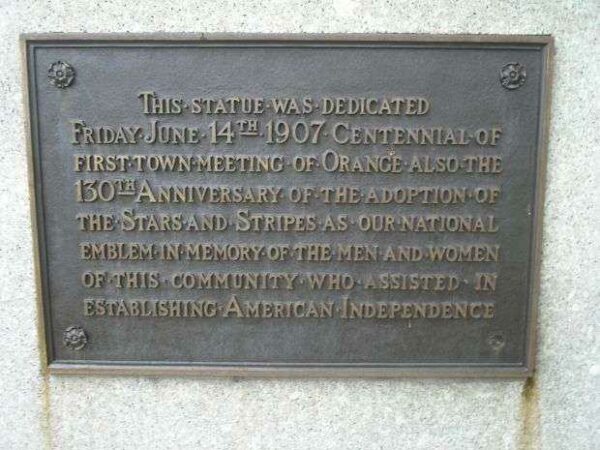 THIS·STATUE·WAS·DEDICATED
FRIDAY·JUNE·14TH·1907·CENTENNIAL·OF
FIRST·TOWN·MEETING·OF·ORANGE·ALSO·THE
130TH·ANNIVERSARY·OF·THE·ADOPTION·OF
THE·STARS·AND·STRIPES·AS·OUR·NATIONAL
EMBLEM·IN·MEMORY·OF·THE·MEN·AND·WOMEN
OF·THIS·COMMUNITY·WHO·ASSISTED·IN
ESTABLISHING·AMERICAN·INDEPENDENCE